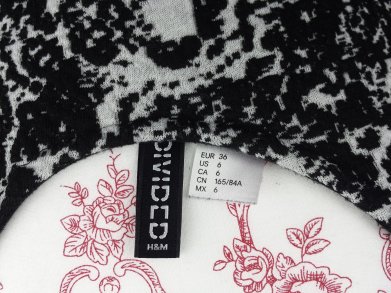 DIVIDED
H&M
EUR 36
US 6
CA 6
CN 165/84A
MX 6